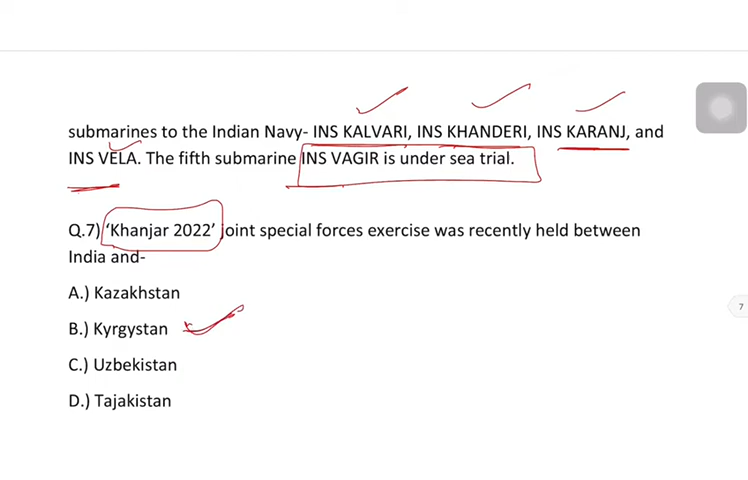 submarines to the Indian Navy- INS KALVARI, INS KHANDERI, INS KARANJ, and
INS VELA. The fifth submarine INS VAGIR is under sea trial.
Q.7) ‘Khanjar 2022’ joint special forces exercise was recently held between
India and-
A.) Kazakhstan
B.) Kyrgystan
C.) Uzbekistan
D.) Tajakistan
7